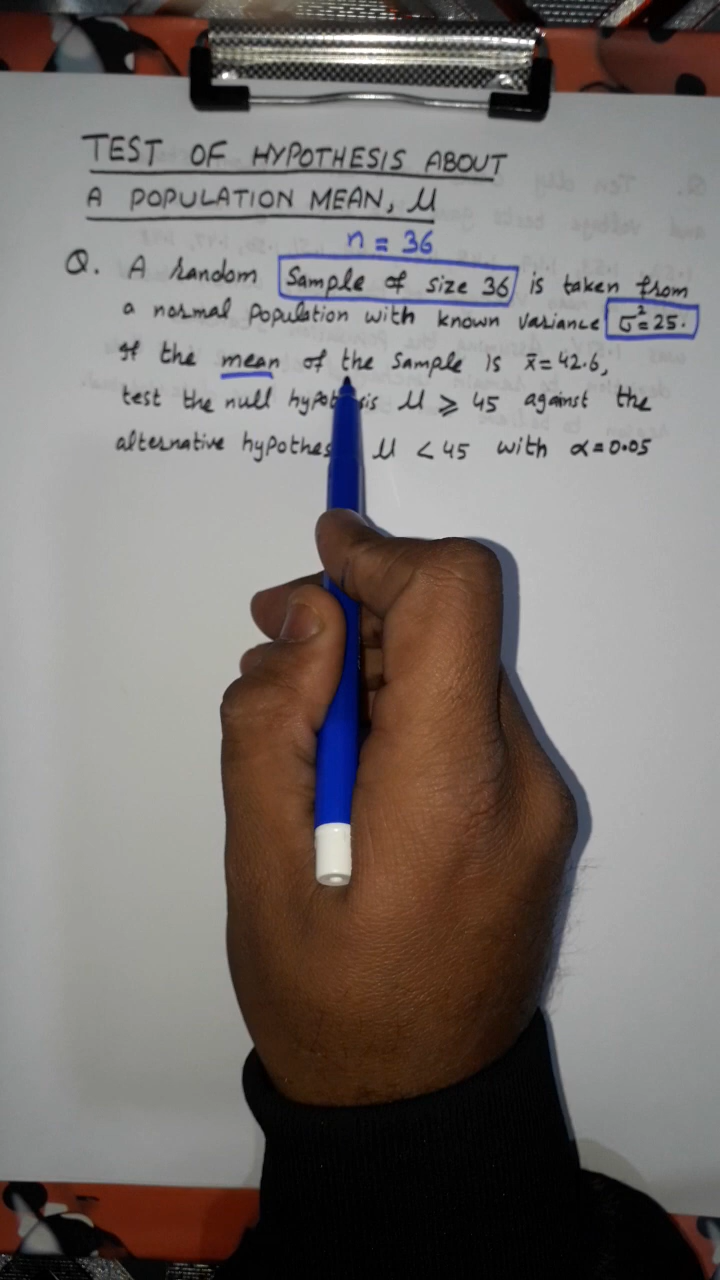 TEST OF HYPOTHESIS ABOUT
A POPULATION MEAN, μ
n = 36
Q. A random Sample of size 36 is taken from
a normal population with known variance σ² = 25.
If the mean of the sample is x̄ = 42.6,
test the null μ ≥ 45 against the
alternative μ < 45 with α = 0.05